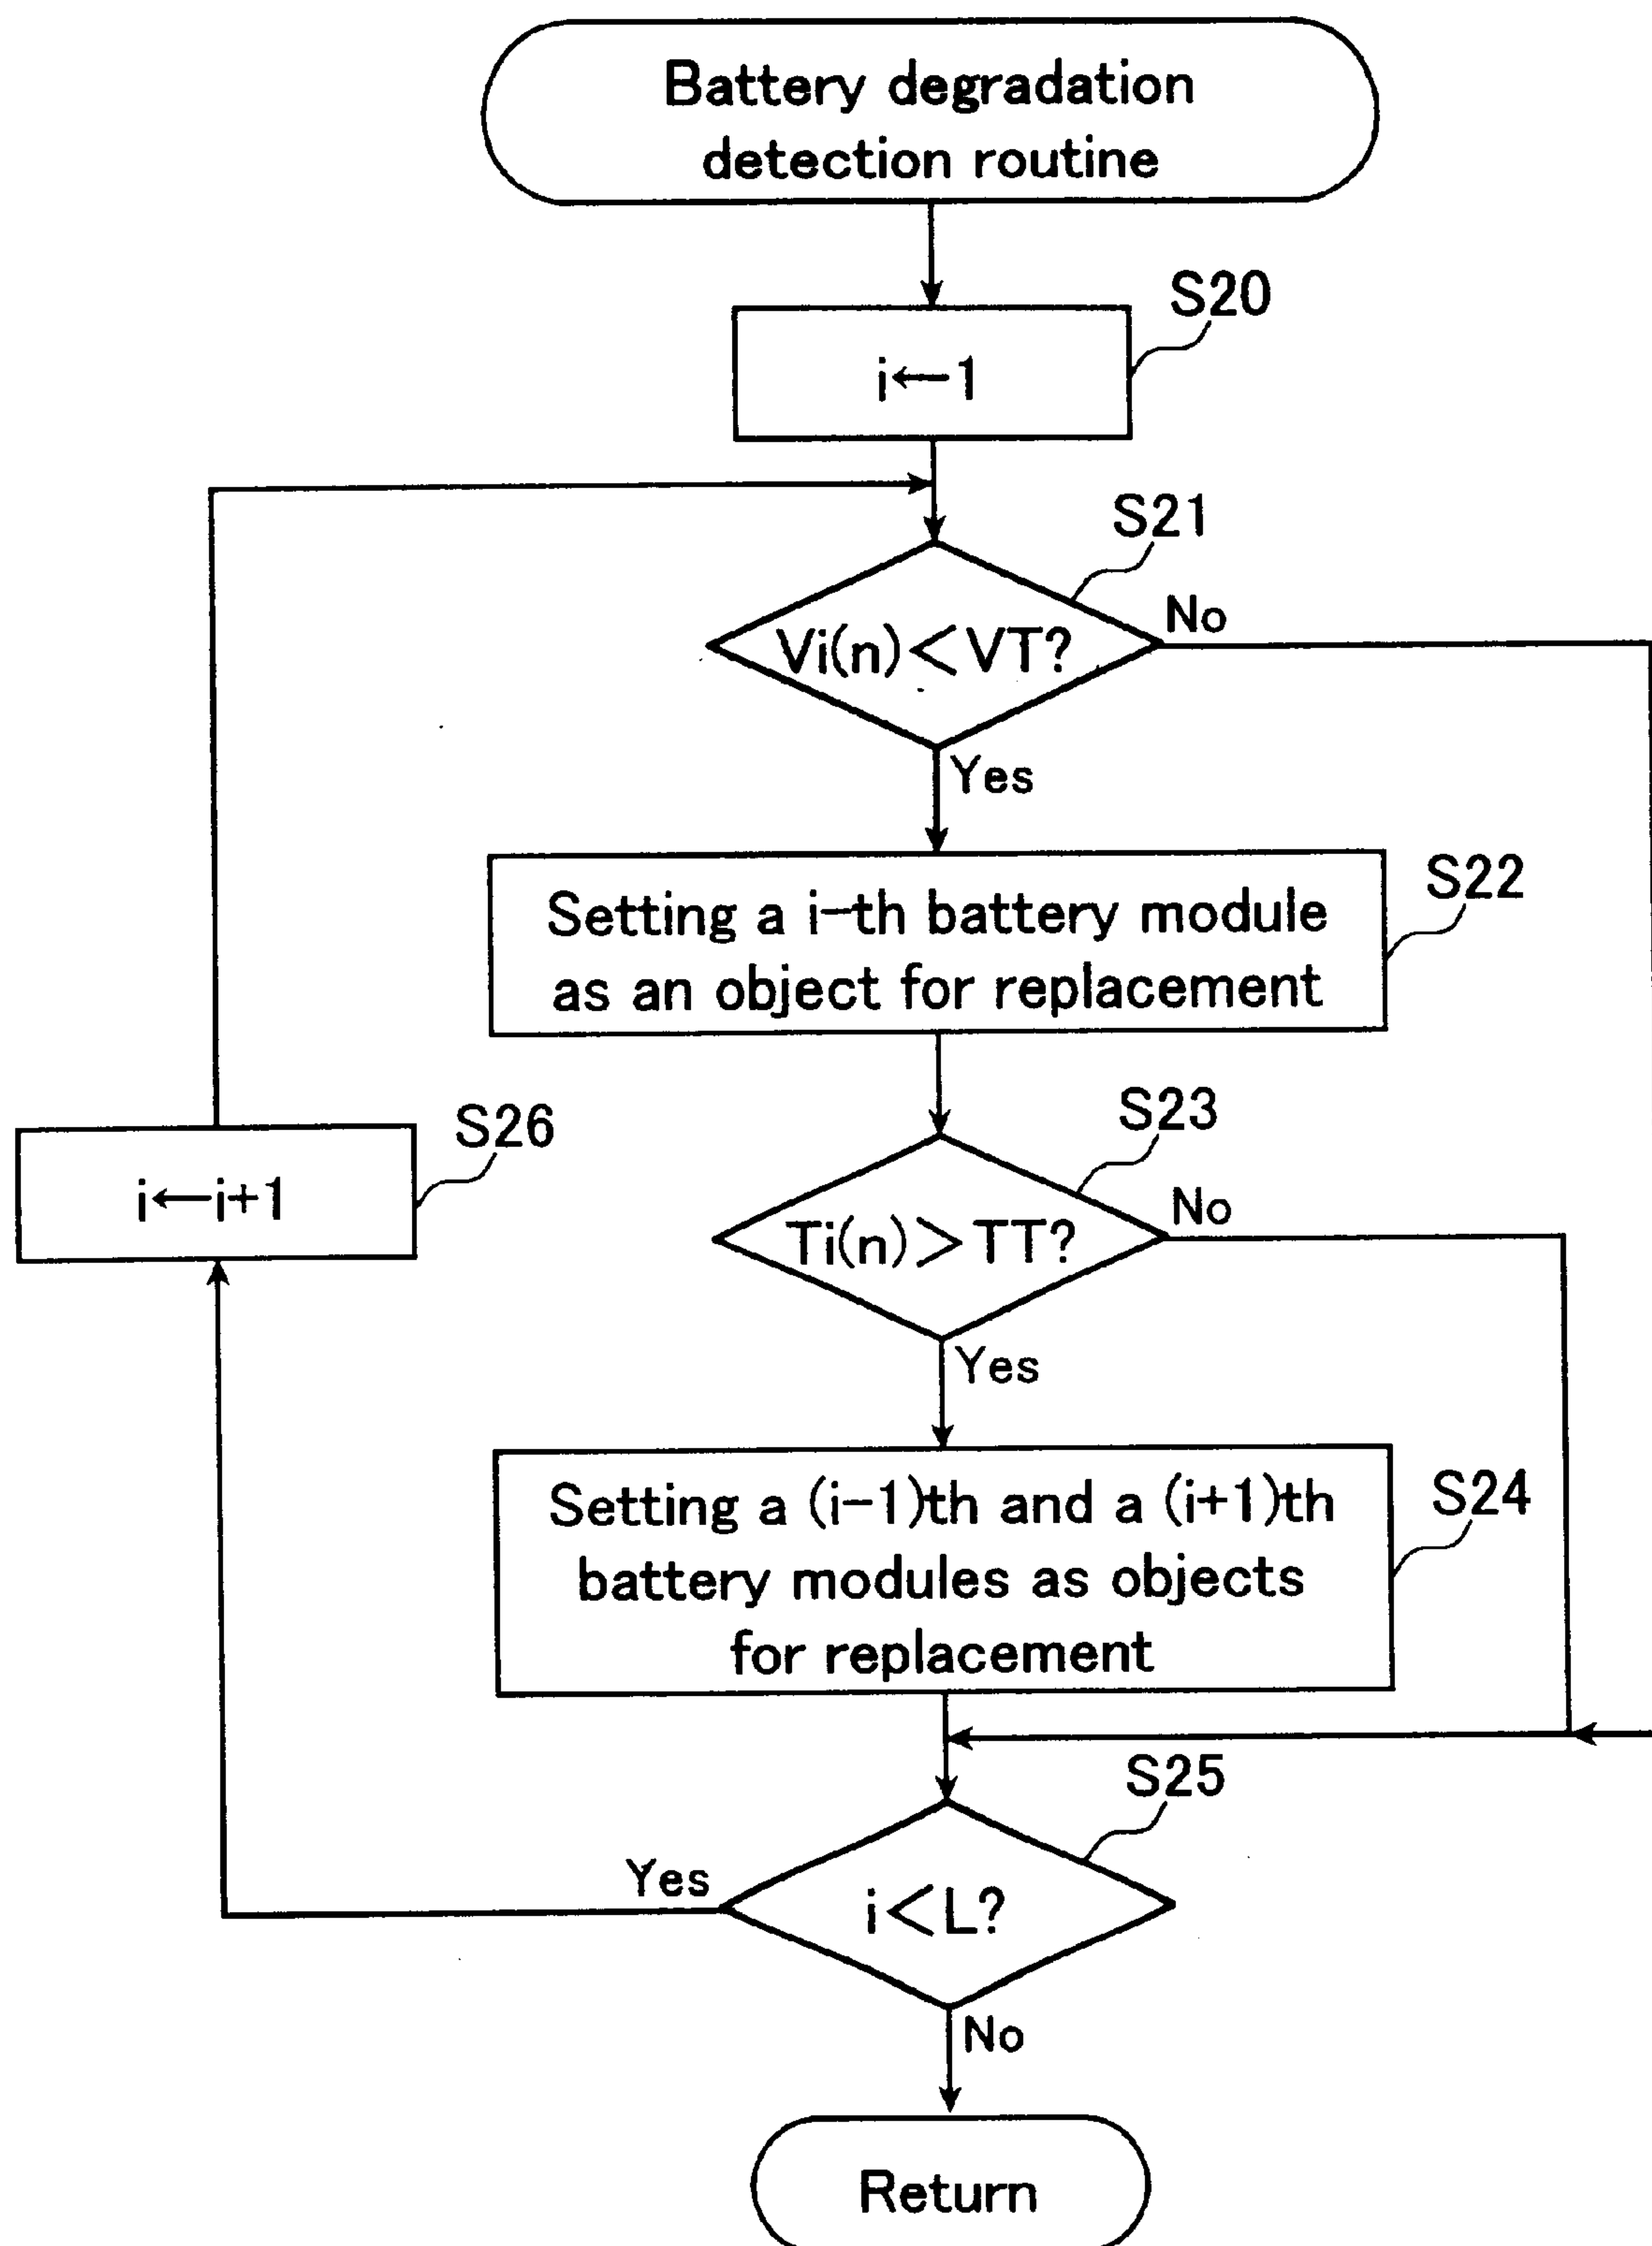 Battery degradation
detection routine
S20
i←1
S21
Vi(n)<VT?
No
Yes
S22
Setting a i-th battery module
as an object for replacement
S23
Ti(n)>TT?
No
Yes
S26
i←i+1
S24
Setting a (i-1)th and a (i+1)th
battery modules as objects
for replacement
S25
i<L?
Yes
No
Return